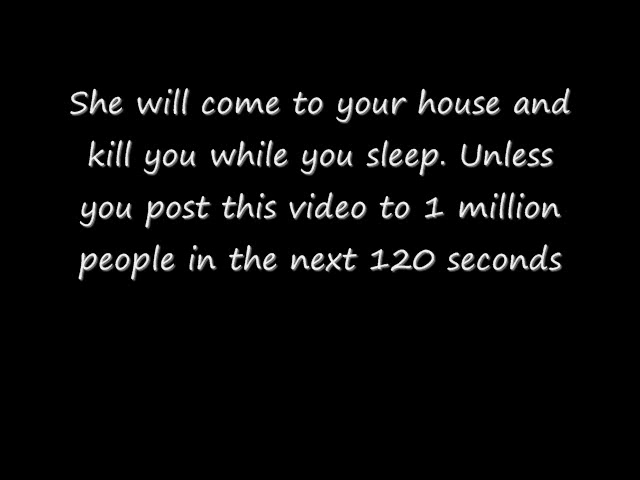 She will come to your house and
kill you while you sleep. Unless
you post this video to 1 million
people in the next 120 seconds